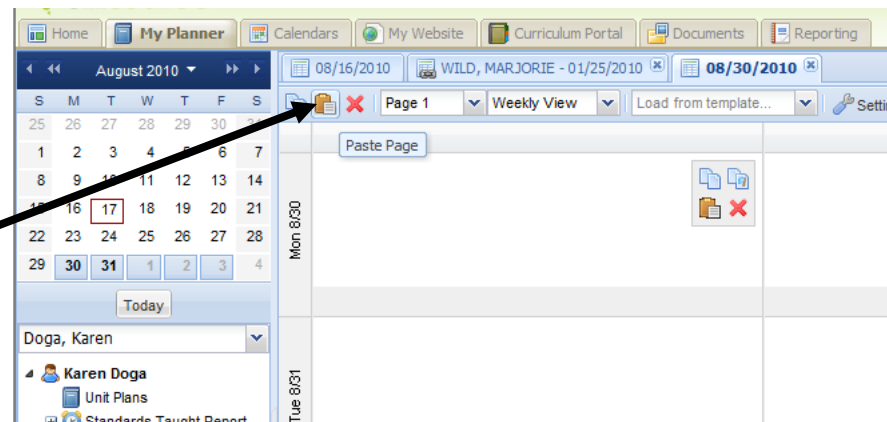 Home My Planner Calendars My Website Curriculum Portal Documents Reporting
August 2010 08/16/2010 WILD, MARJORIE - 01/25/2010 08/30/2010
S M T W T F S Page 1 Weekly View Load from template...
25 26 27 28 29 30
Paste Page
1 2 3 4 6 7
8 9 11 12 13 14
16 17 18 19 20 21
22 23 24 25 26 27 28
Mon 8/30
29 30 31 1 2 3 4
Today
Doga, Karen
Karen Doga
Unit Plans
Standards Taught Report
Tue 8/31